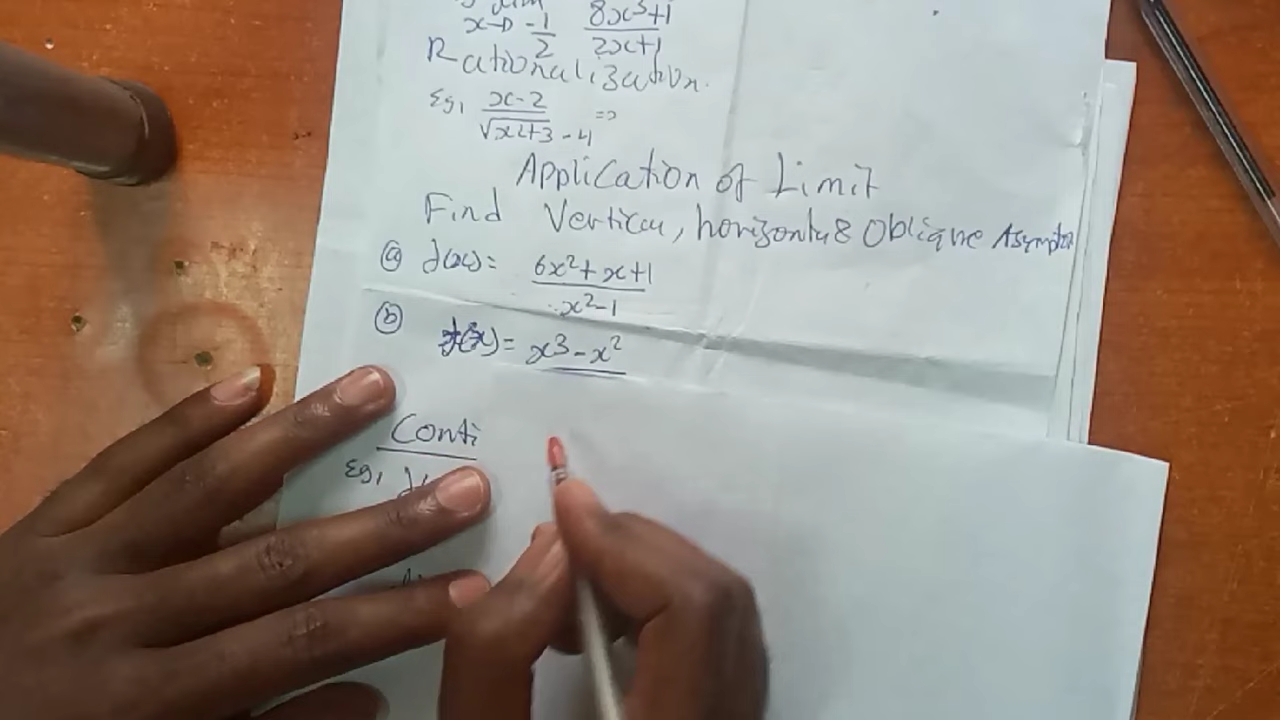 x→-1/2 8x³+1 / 2x+1
Rationalization.
Eg, x-2 / √x2+3 -4 =>
Application of Limit
Find Vertical, horizontal & Oblique Asympto
(a) f(x) = 6x²+x+1 / x²-1
(b) f(x) = x3-x²
Conti
Eg,